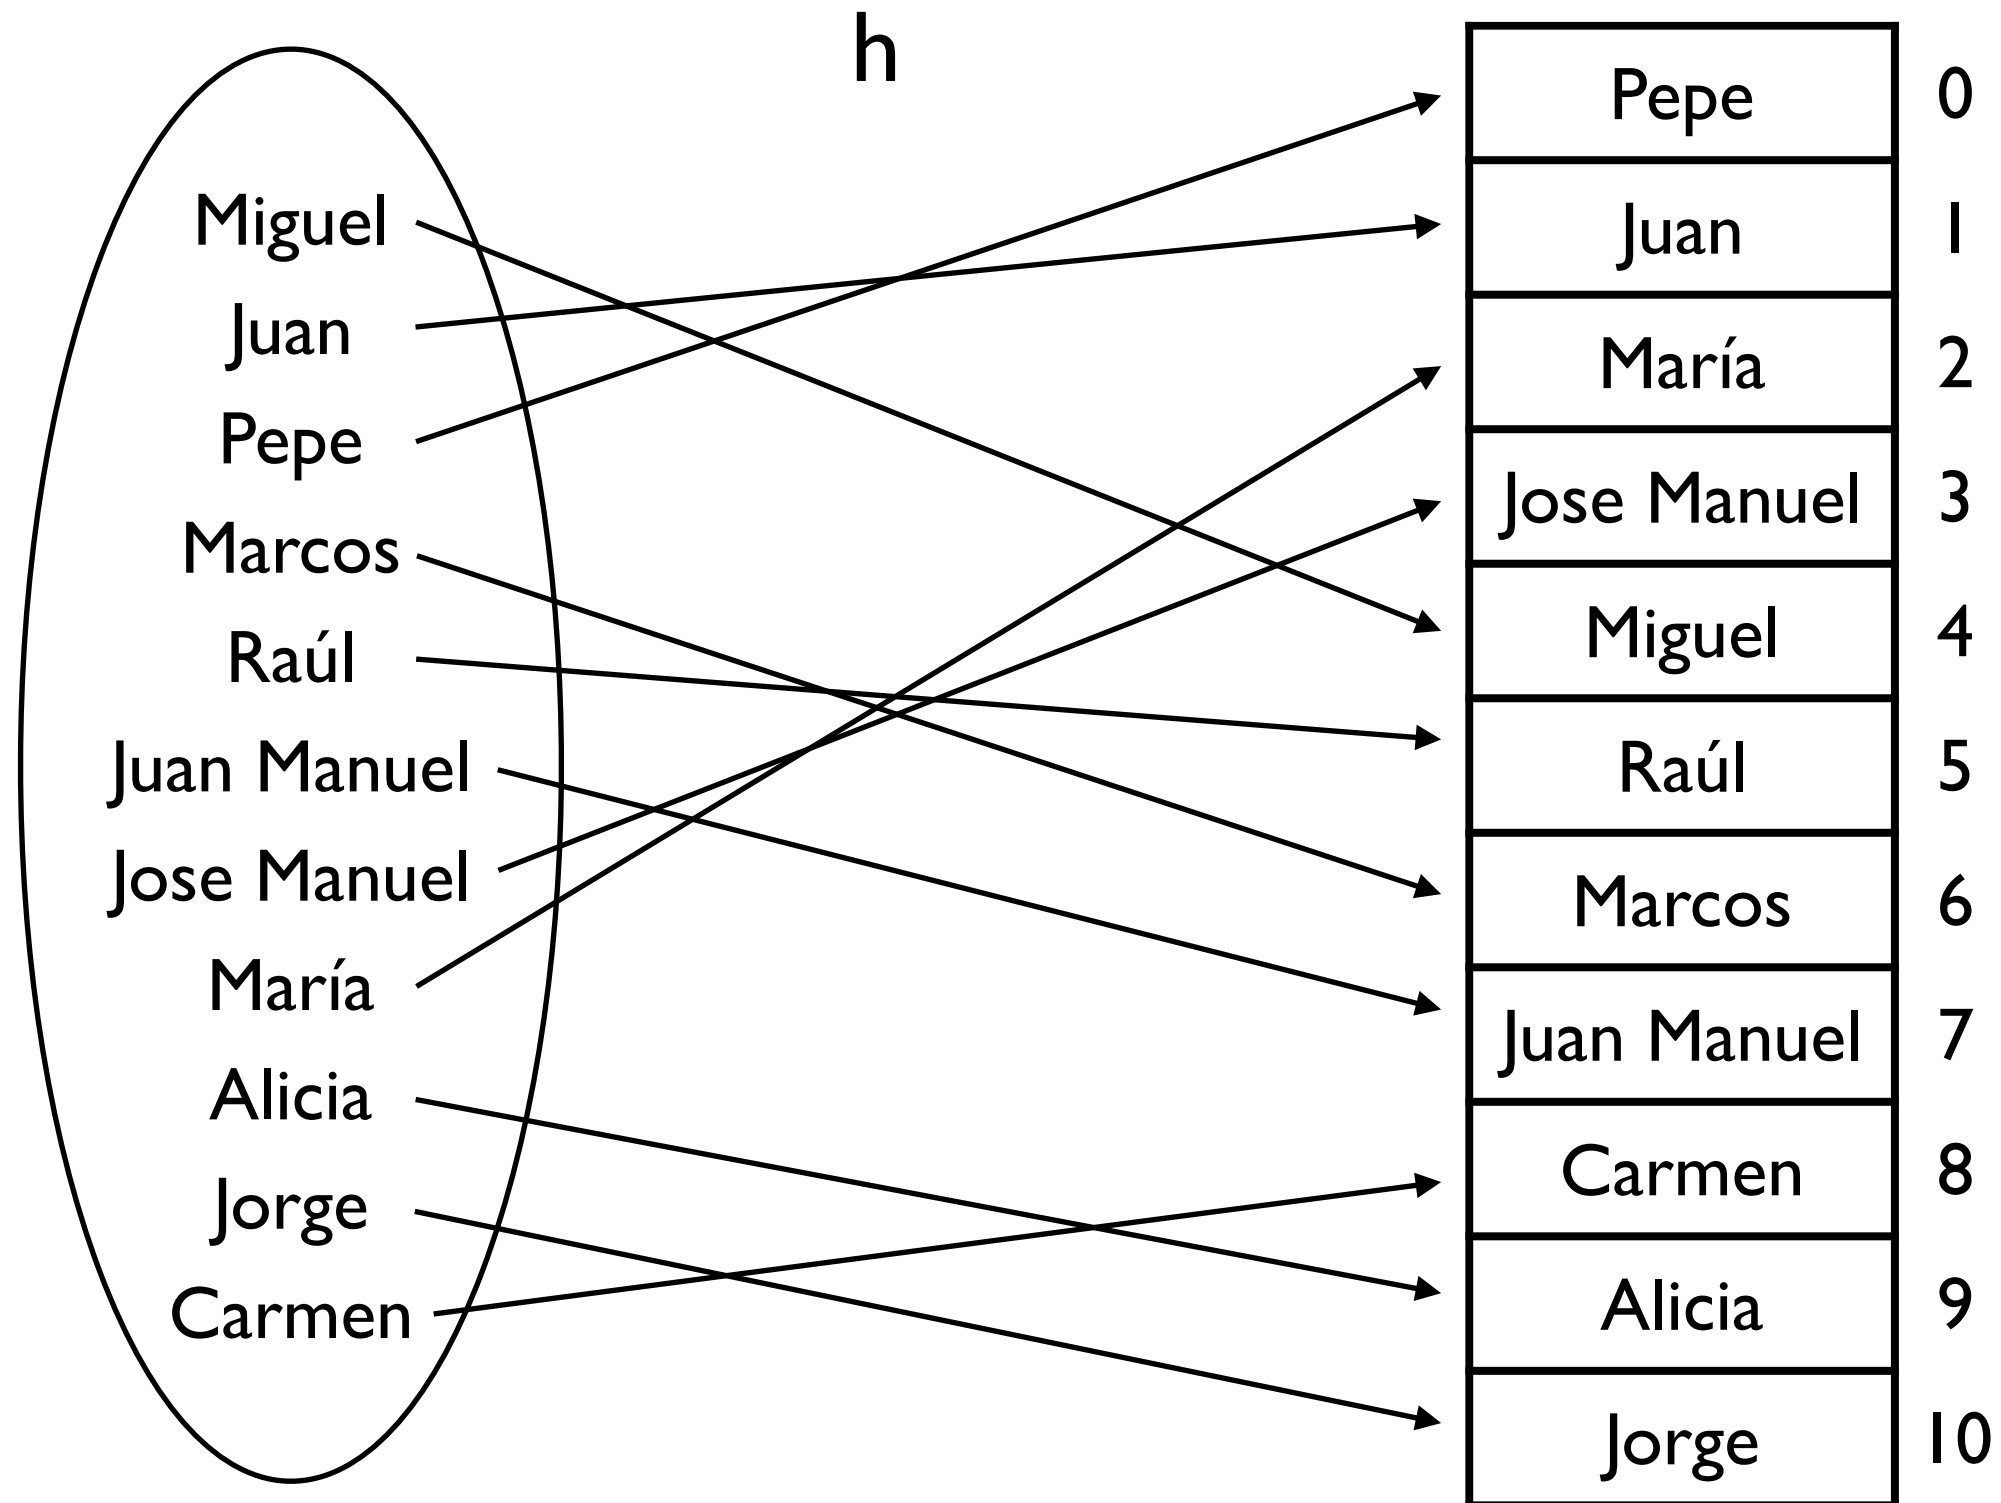 h
Miguel
Juan
Pepe
Marcos
Raúl
Juan Manuel
Jose Manuel
María
Alicia
Jorge
Carmen
Pepe 0
Juan 1
María 2
Jose Manuel 3
Miguel 4
Raúl 5
Marcos 6
Juan Manuel 7
Carmen 8
Alicia 9
Jorge 10